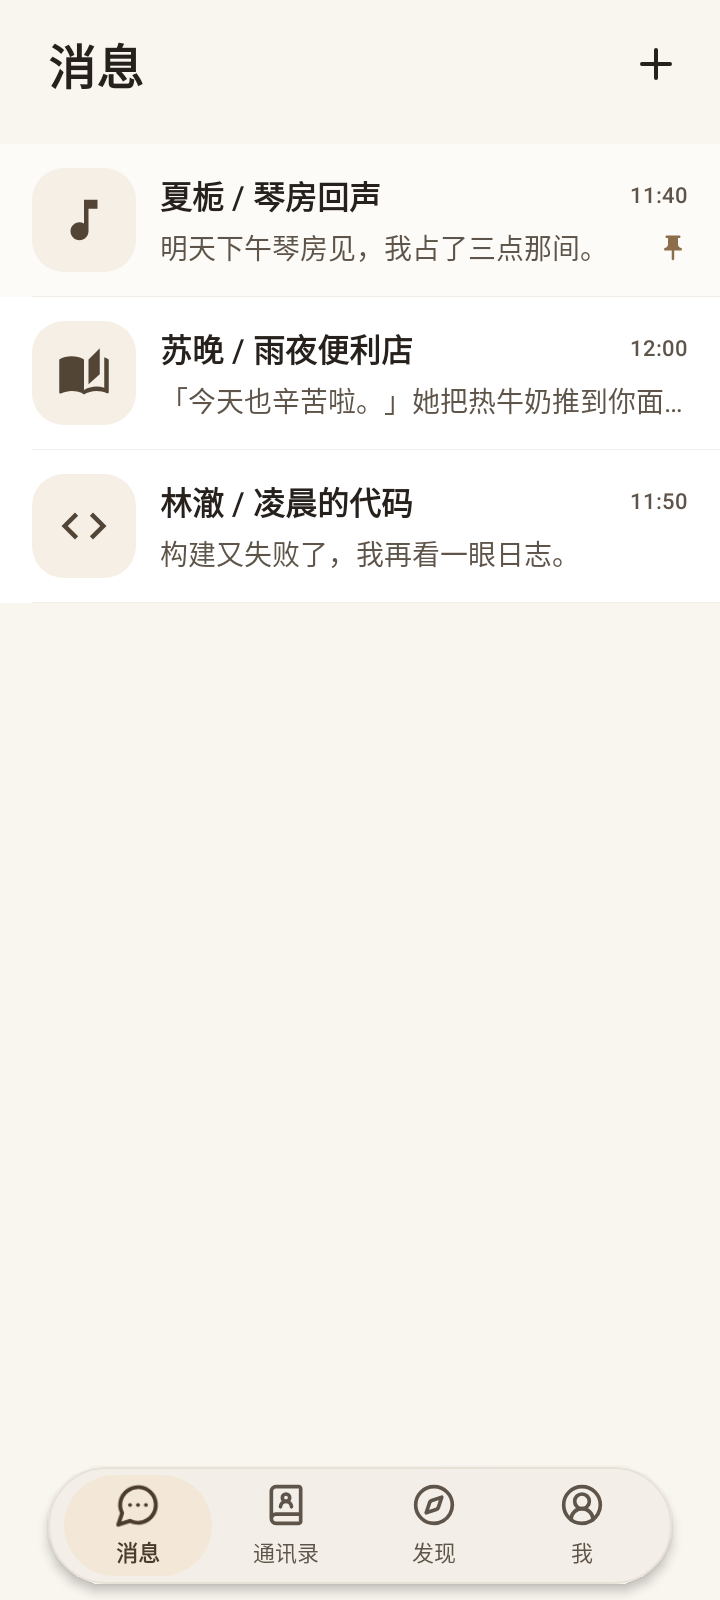 消息
夏栀 / 琴房回声
11:40
明天下午琴房见，我占了三点那间。
苏晚 / 雨夜便利店
12:00
「今天也辛苦啦。」她把热牛奶推到你面...
林澈 / 凌晨的代码
11:50
构建又失败了，我再看一眼日志。
消息
通讯录
发现
我